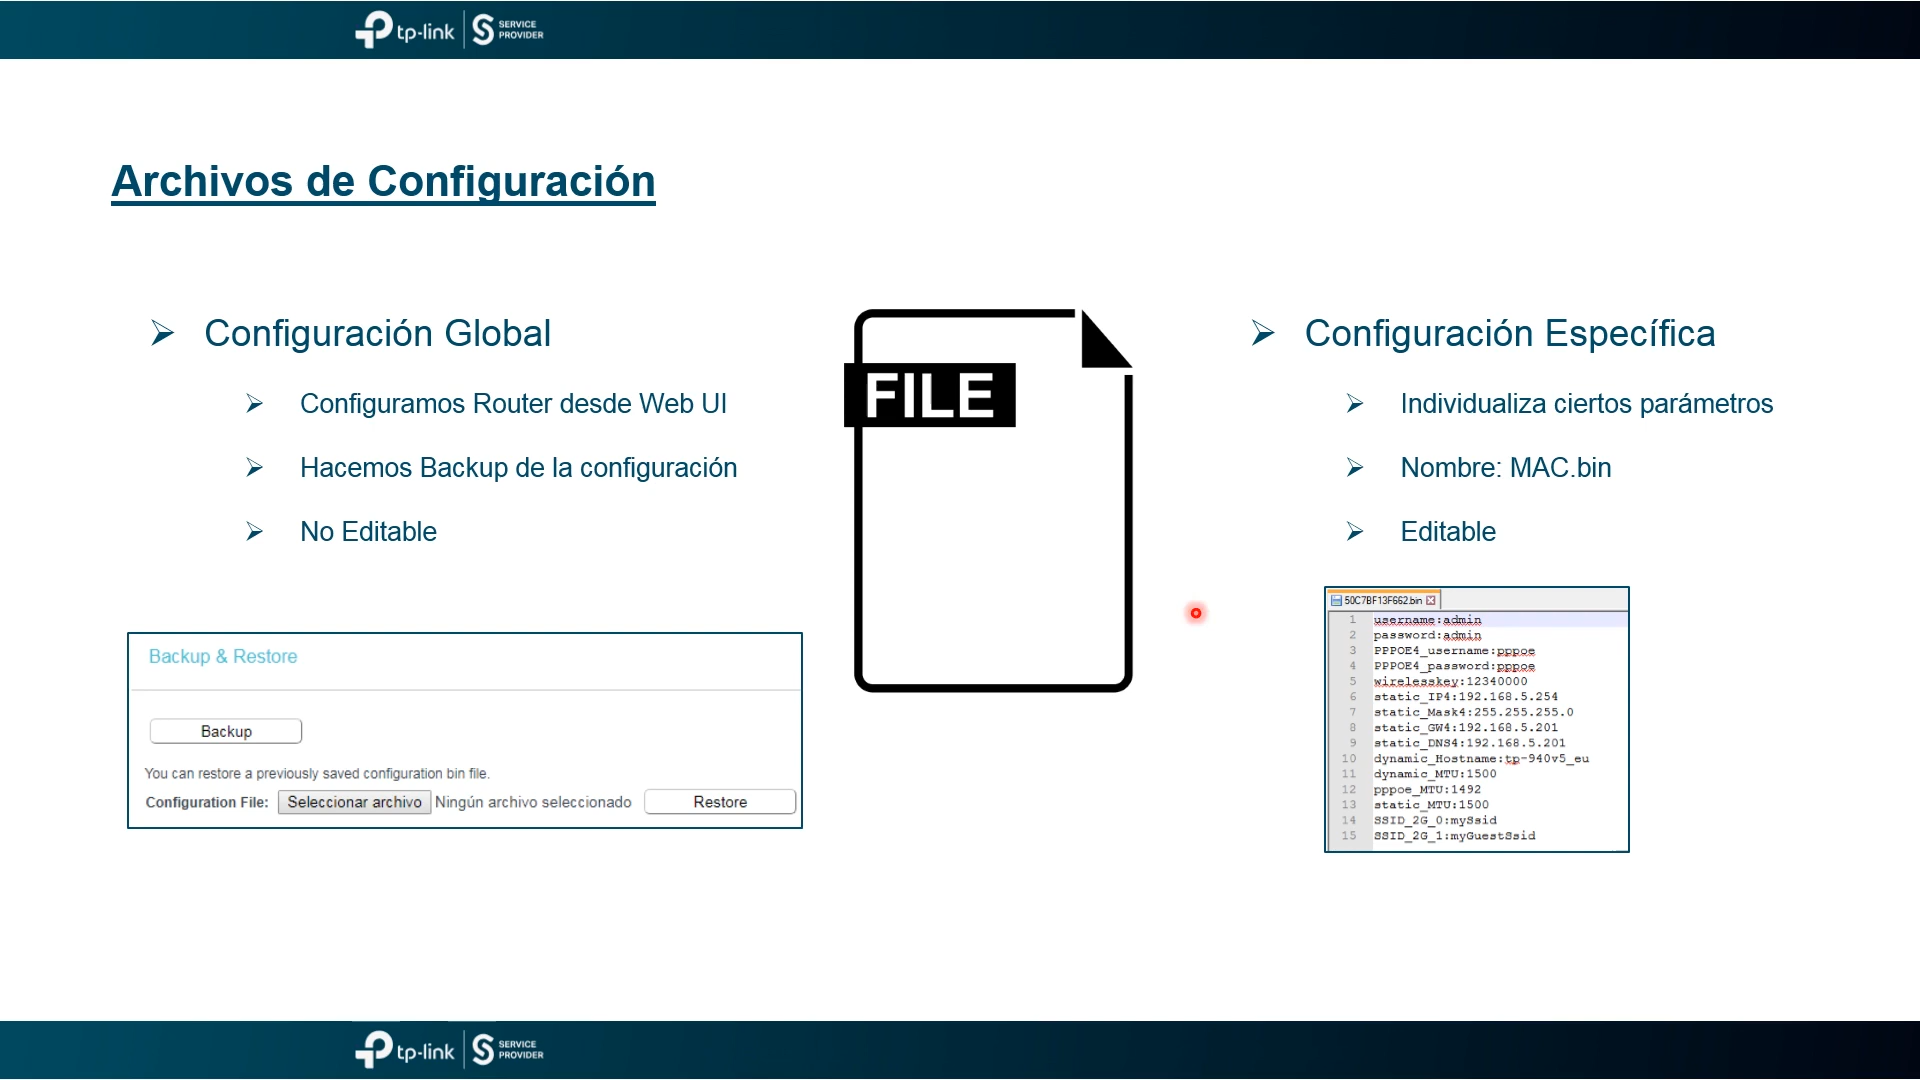 tp-link | SERVICE PROVIDER
Archivos de Configuración
Configuración Global
Configuramos Router desde Web UI
Hacemos Backup de la configuración
No Editable
Backup & Restore
Backup
You can restore a previously saved configuration bin file.
Configuration File: Seleccionar archivo Ningún archivo seleccionado Restore
FILE
Configuración Específica
Individualiza ciertos parámetros
Nombre: MAC.bin
Editable
50C7BF13F662.bin
1 username:admin
2 password:admin
3 PPPOE4_username:pppoe
4 PPPOE4_password:pppoe
5 wirelesskey:12340000
6 static_IP4:192.168.5.254
7 static_Mask4:255.255.255.0
8 static_GW4:192.168.5.201
9 static_DNS4:192.168.5.201
10 dynamic_Hostname:tp-940v5_eu
11 dynamic_MTU:1500
12 pppoe_MTU:1492
13 static_MTU:1500
14 SSID_2G_0:mySsid
15 SSID_2G_1:myGuestSsid
tp-link | SERVICE PROVIDER